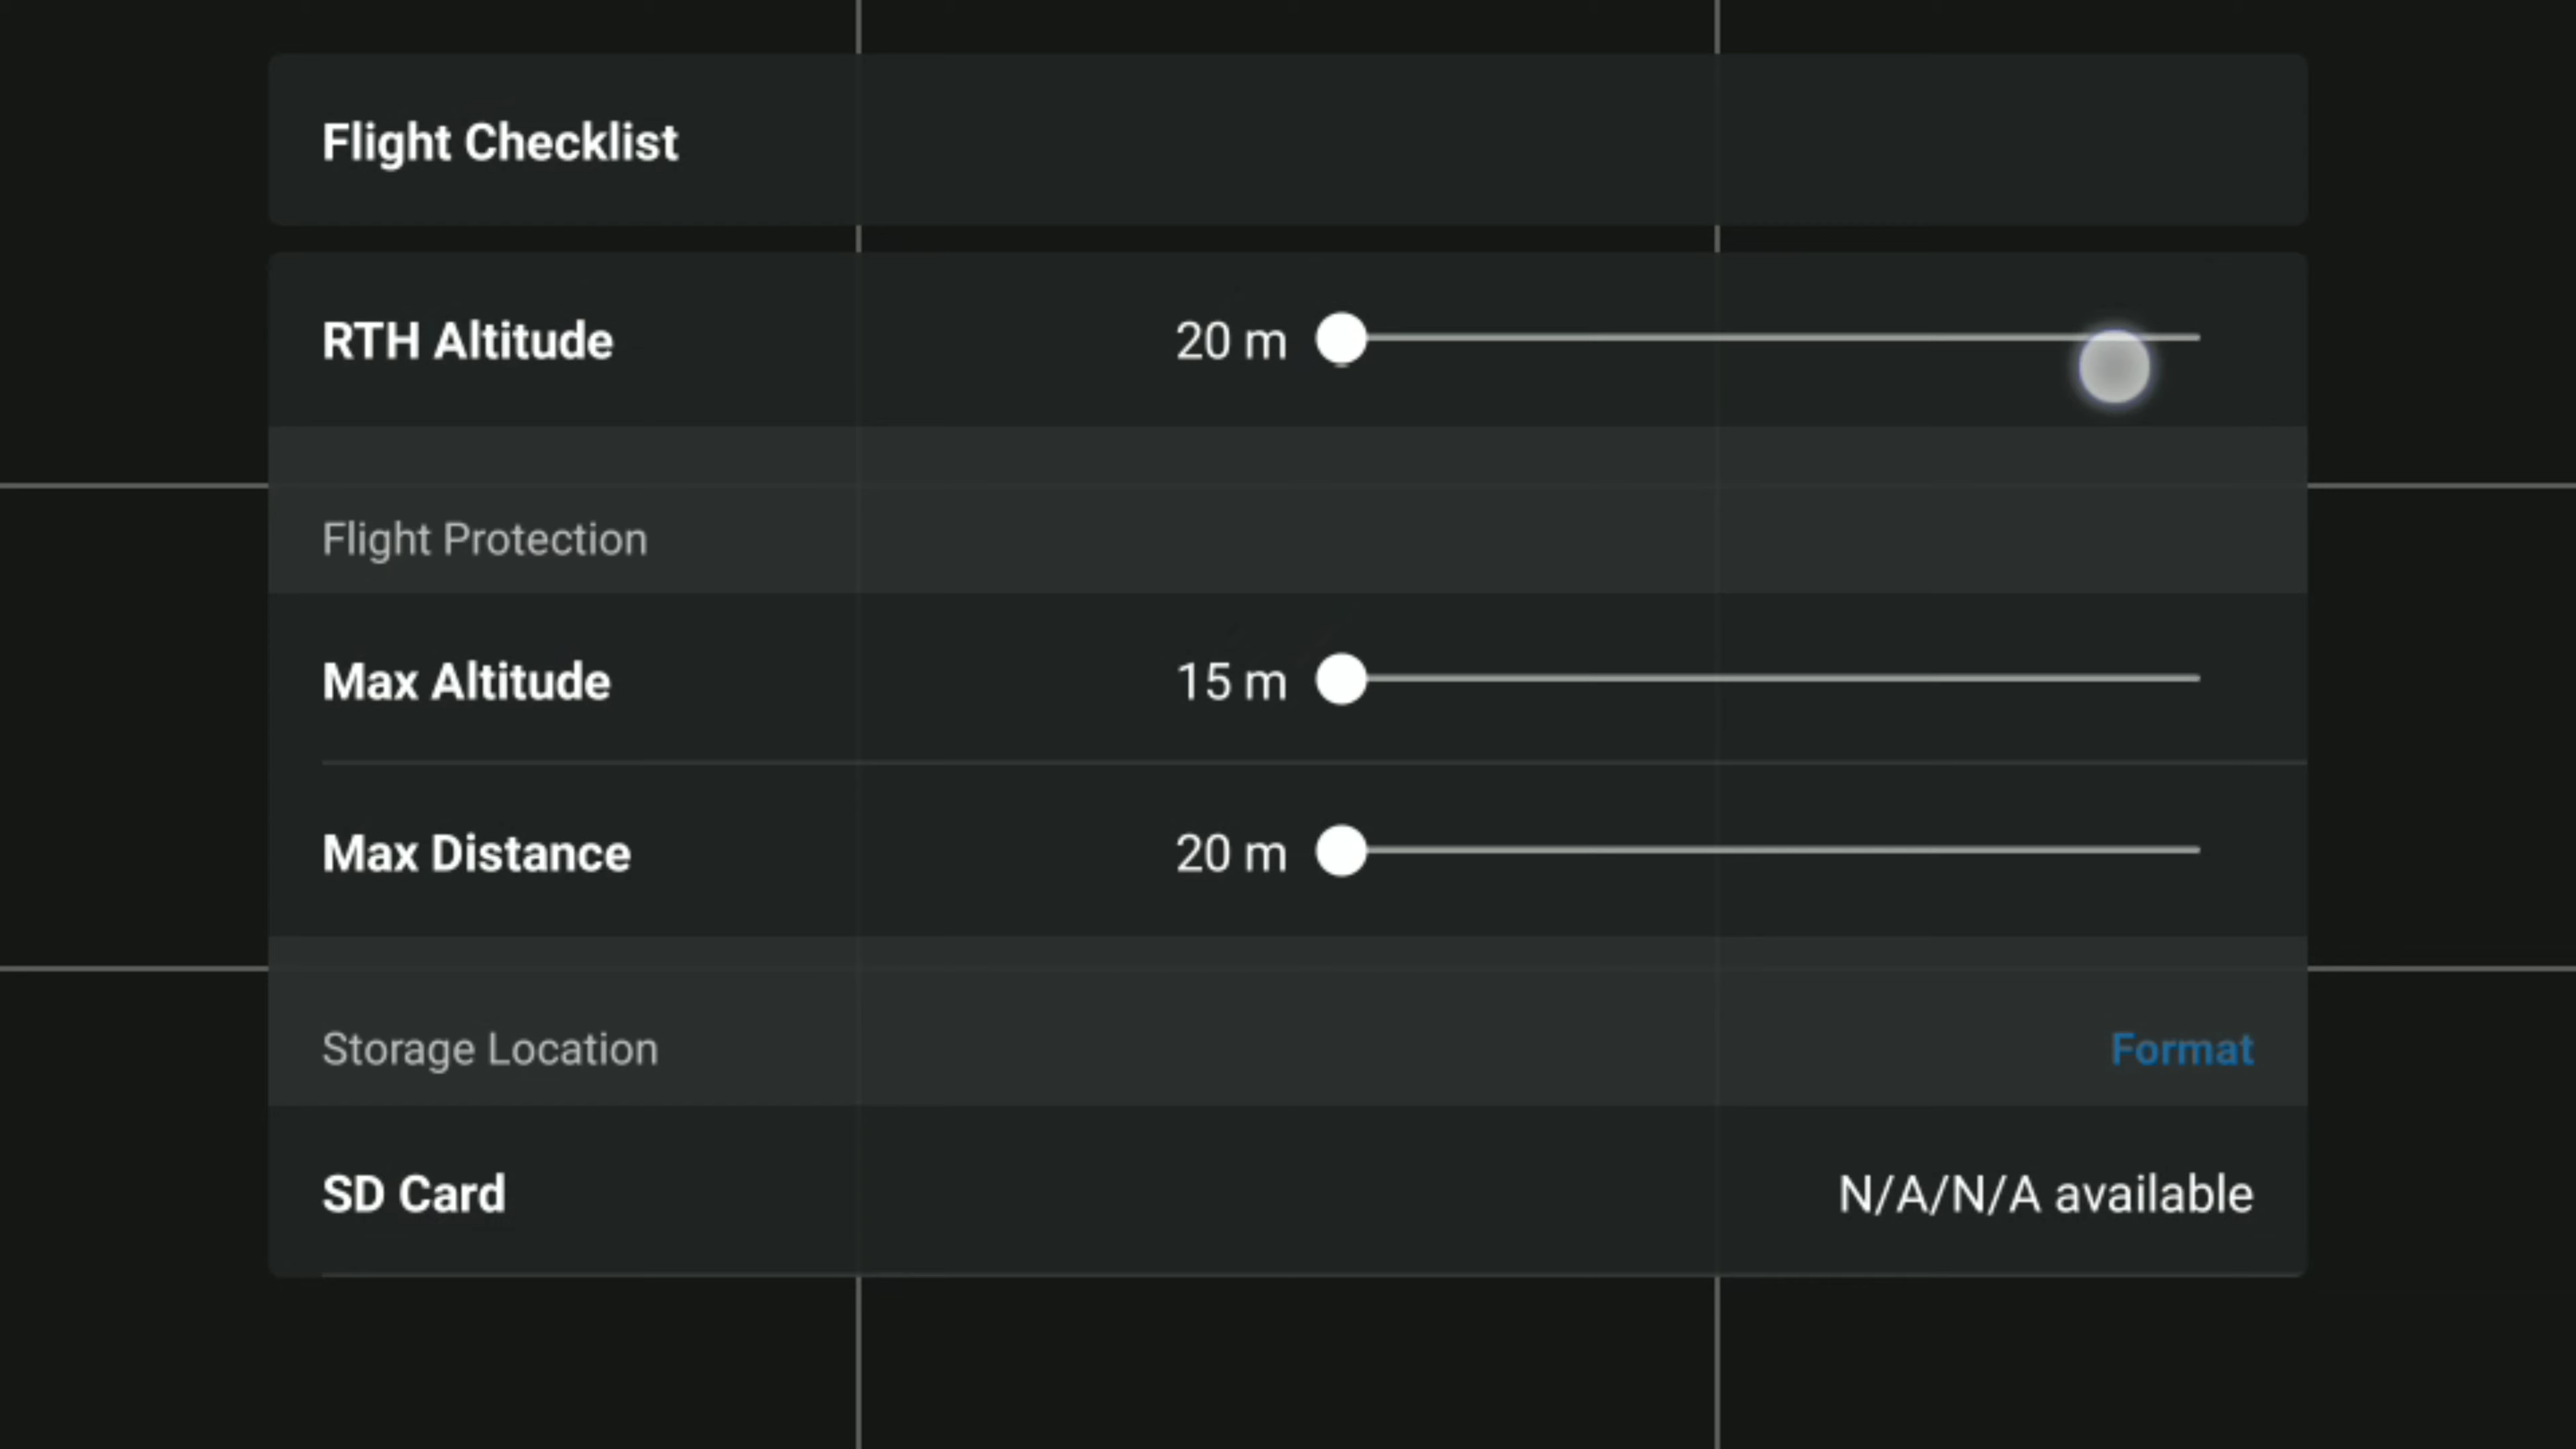 Flight Checklist
RTH Altitude 20 m
Flight Protection
Max Altitude 15 m
Max Distance 20 m
Storage Location Format
SD Card N/A/N/A available